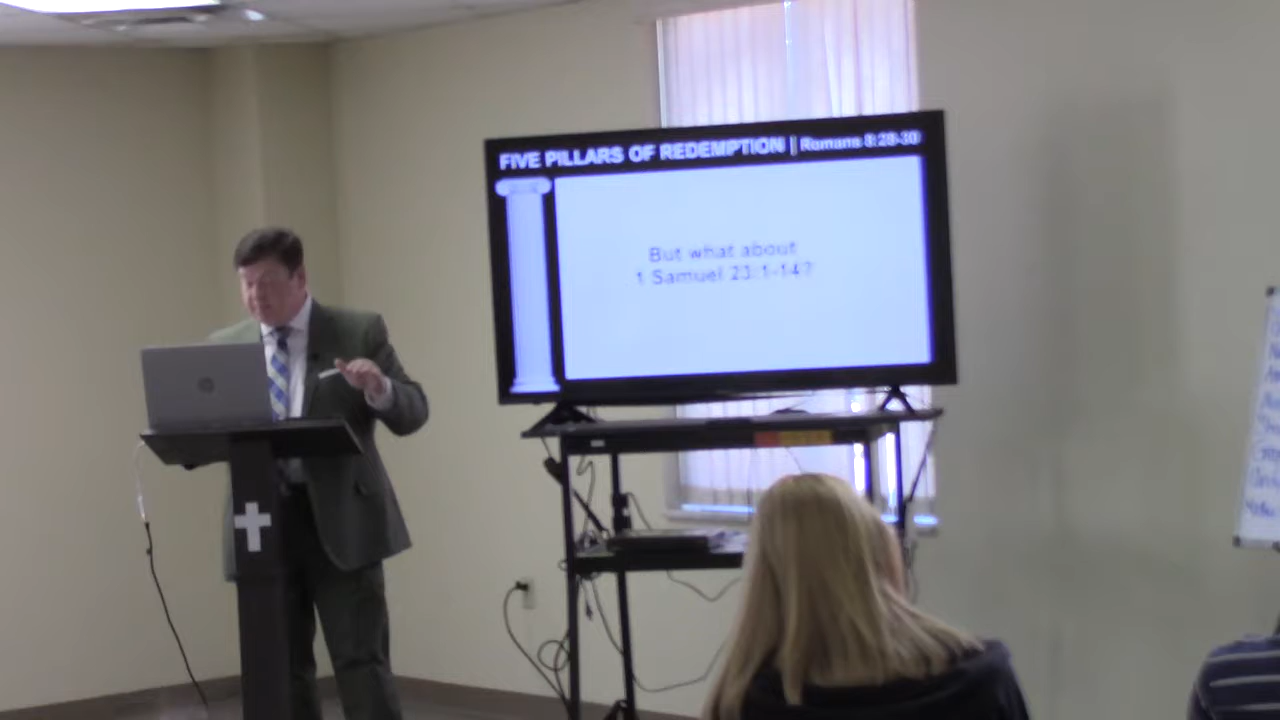 FIVE PILLARS OF REDEMPTION | Romans 8:28-30
But what about
1 Samuel 23:1-14?